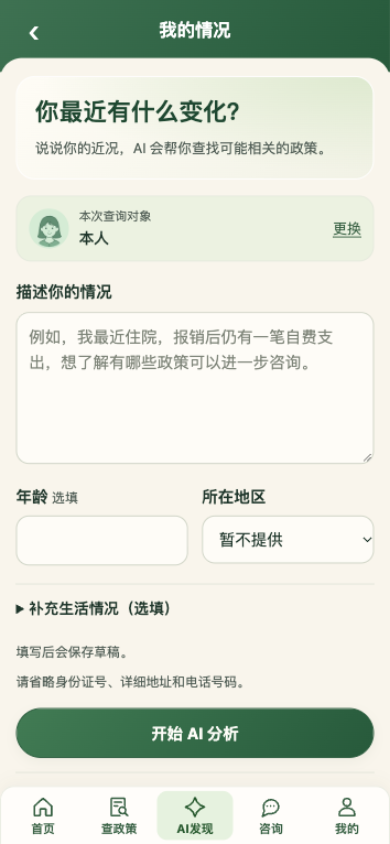 我的情况
你最近有什么变化?
说说你的近况，AI 会帮你查找可能相关的政策。
本次查询对象
本人
更换
描述你的情况
例如，我最近住院，报销后仍有一笔自费支
出，想了解有哪些政策可以进一步咨询。
年龄 选填
所在地区
暂不提供
补充生活情况（选填）
填写后会保存草稿。
请省略身份证号、详细地址和电话号码。
开始 AI 分析
首页
查政策
AI发现
咨询
我的